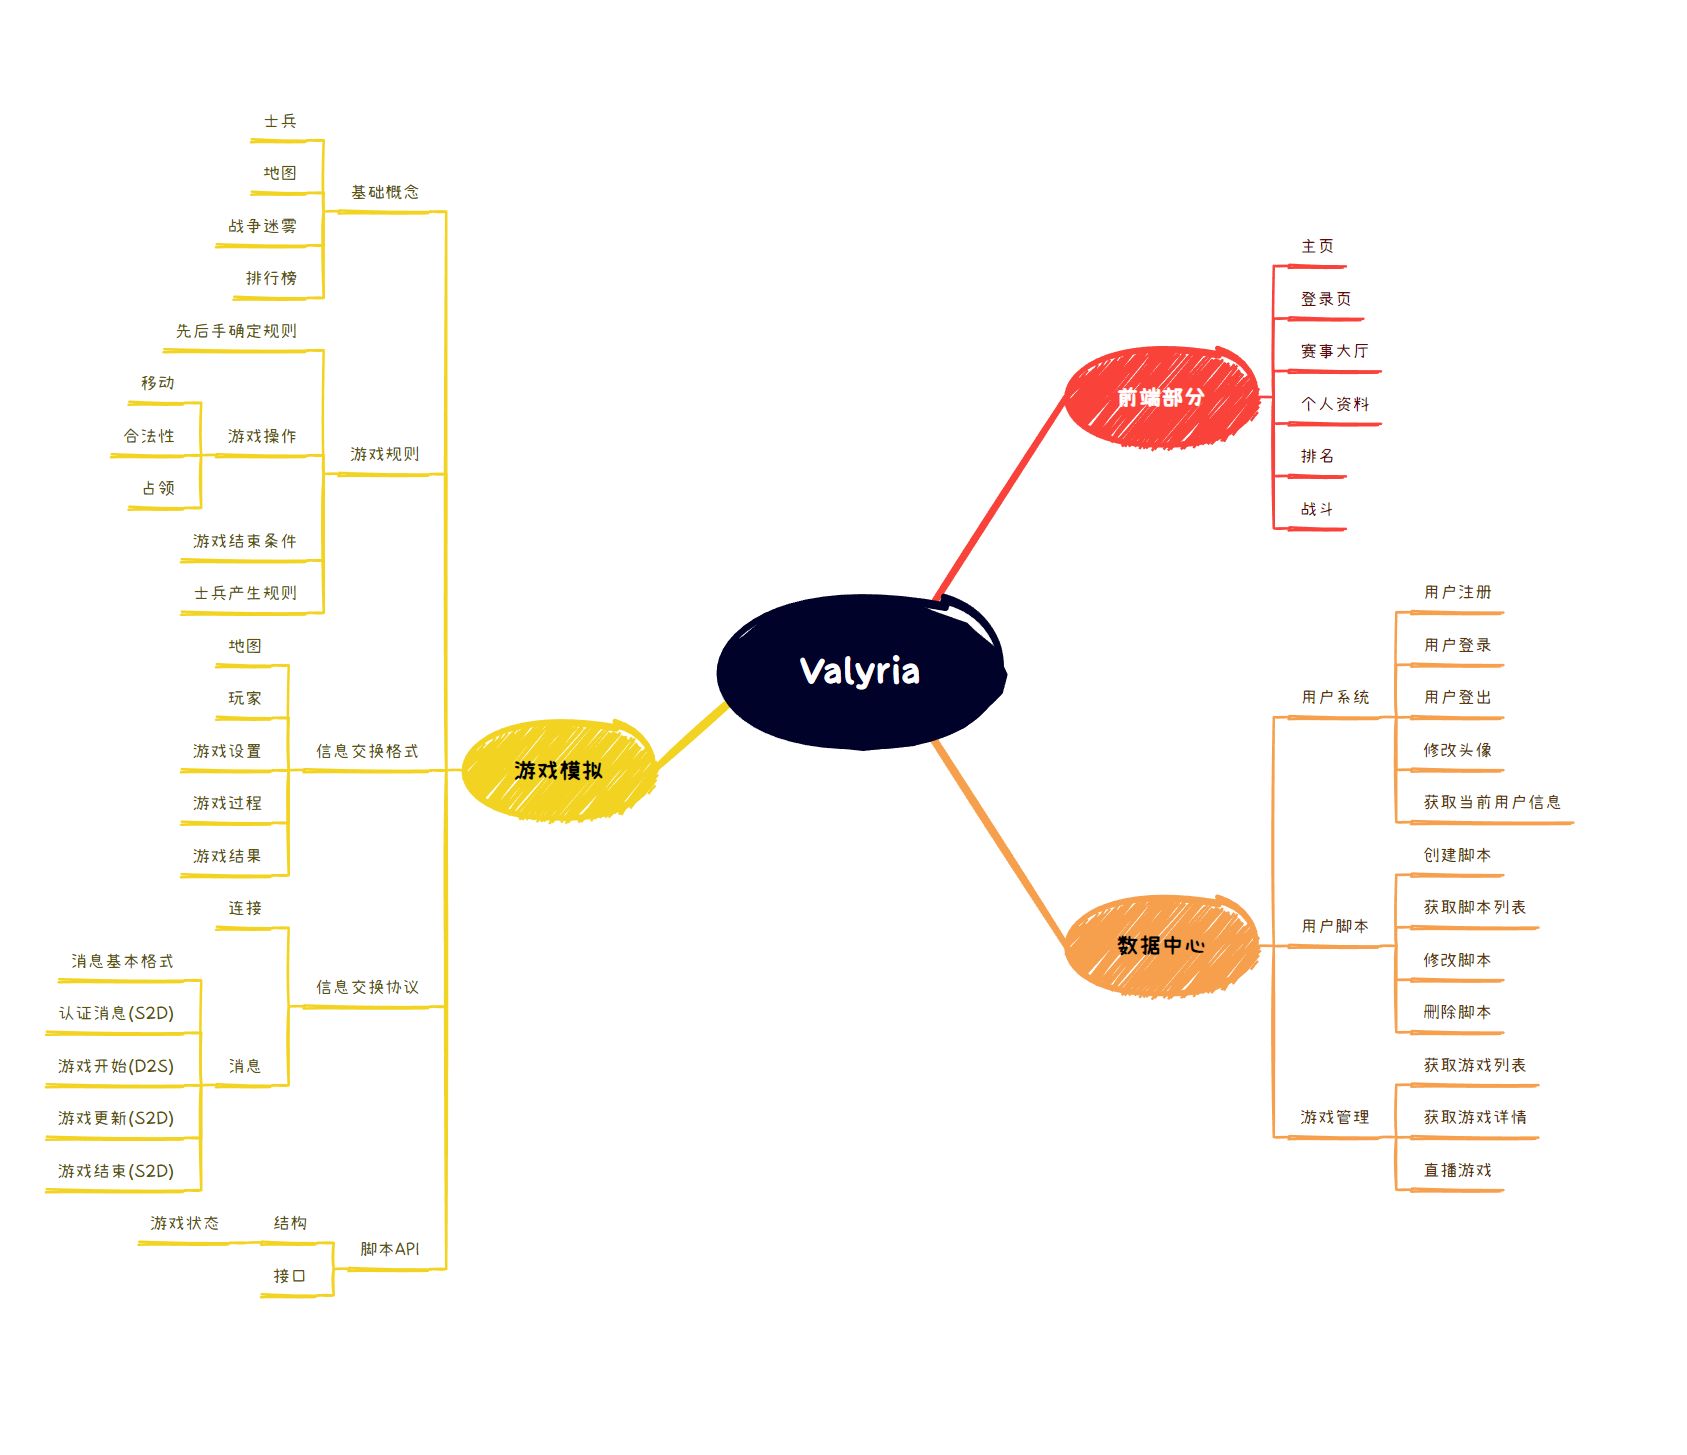 Valyria
前端部分
主页
登录页
赛事大厅
个人资料
排名
战斗
数据中心
用户系统
用户注册
用户登录
用户登出
修改头像
获取当前用户信息
用户脚本
创建脚本
获取脚本列表
修改脚本
删除脚本
游戏管理
获取游戏列表
获取游戏详情
直播游戏
游戏模拟
基础概念
士兵
地图
战争迷雾
排行榜
游戏规则
先后手确定规则
游戏操作
移动
合法性
占领
游戏结束条件
士兵产生规则
信息交换格式
地图
玩家
游戏设置
游戏过程
游戏结果
信息交换协议
连接
消息
消息基本格式
认证消息(S2D)
游戏开始(D2S)
游戏更新(S2D)
游戏结束(S2D)
脚本API
结构
游戏状态
接口